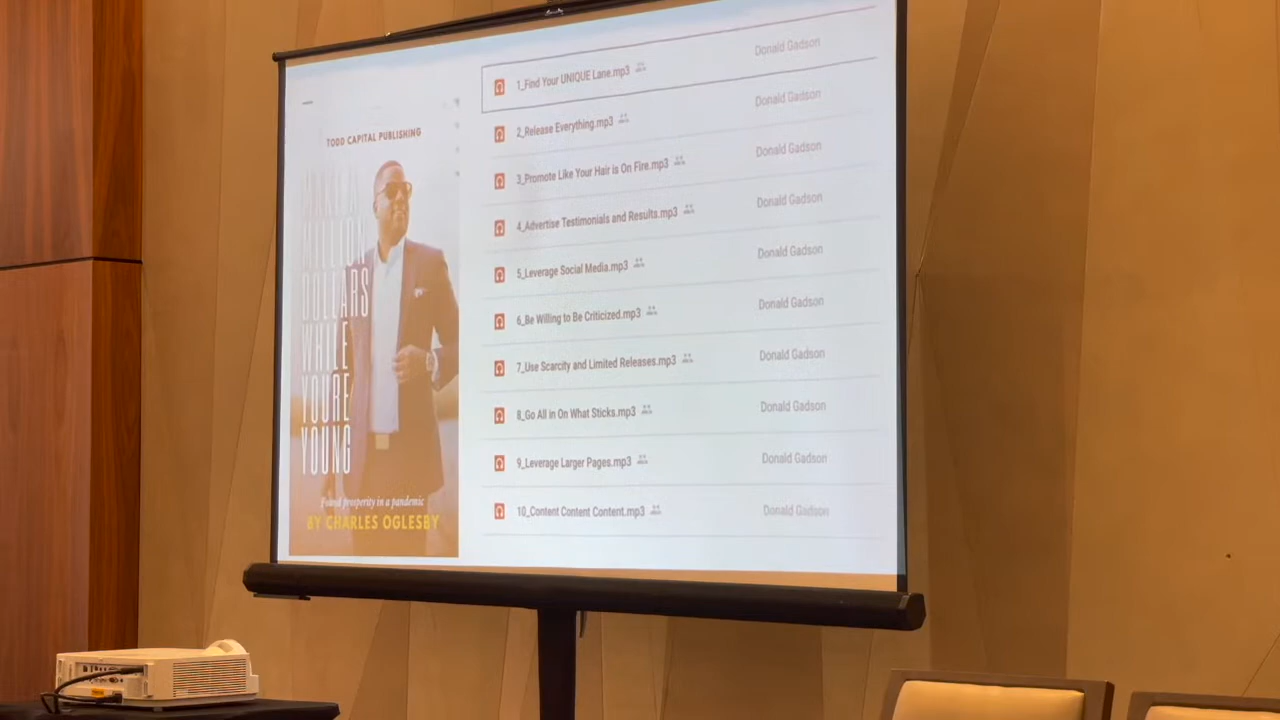 TODD CAPITAL PUBLISHING
MILLION
DOLLARS
WHILE
YOURE
YOUNG
Found prosperity in a pandemic
BY CHARLES OGLESBY
1_Find Your UNIQUE Lane.mp3 Donald Gadson
2_Release Everything.mp3 Donald Gadson
3_Promote Like Your Hair is On Fire.mp3 Donald Gadson
4_Advertise Testimonials and Results.mp3 Donald Gadson
5_Leverage Social Media.mp3 Donald Gadson
6_Be Willing to Be Criticized.mp3 Donald Gadson
7_Use Scarcity and Limited Releases.mp3 Donald Gadson
8_Go All in On What Sticks.mp3 Donald Gadson
9_Leverage Larger Pages.mp3 Donald Gadson
10_Content Content Content.mp3 Donald Gadson